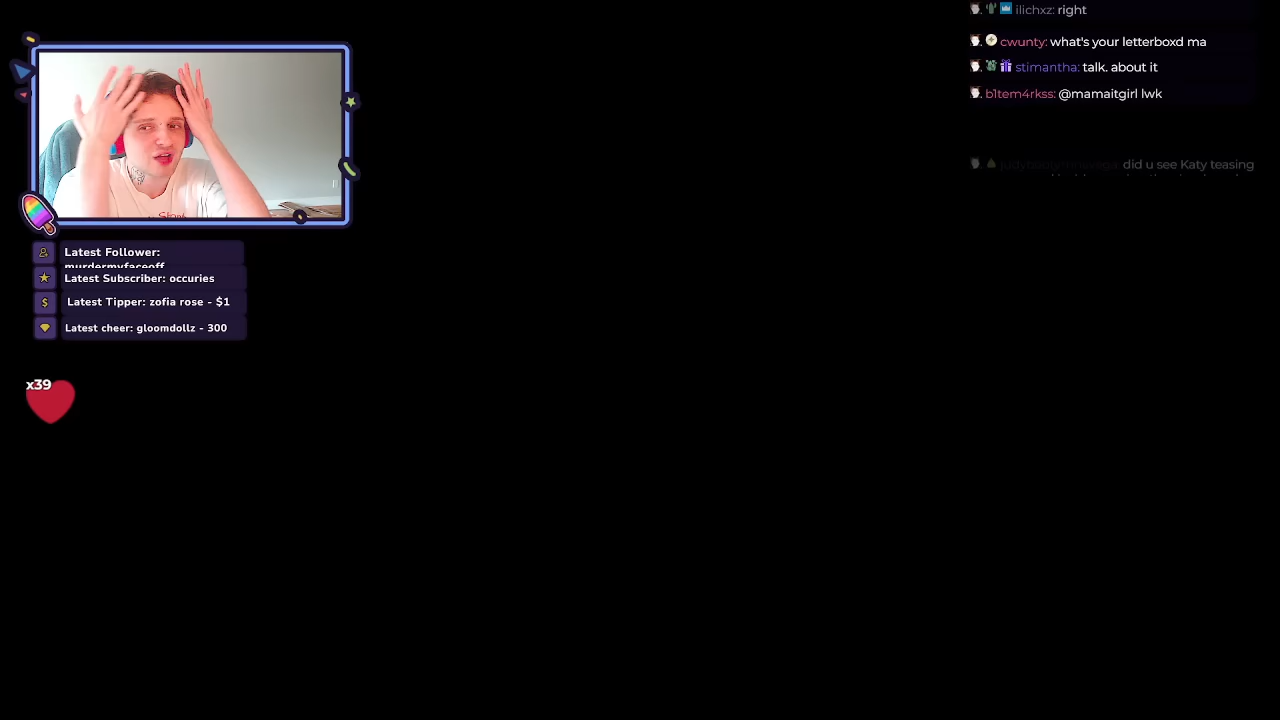 ilichxz: right
cwunty: what's your letterboxd ma
stimantha: talk. about it
b1tem4rkss: @mamaitgirl lwk
did u see Katy teasing
Latest Follower:
murdermyfaceoff
Latest Subscriber: occuries
Latest Tipper: zofia rose - $1
Latest cheer: gloomdollz - 300
x39